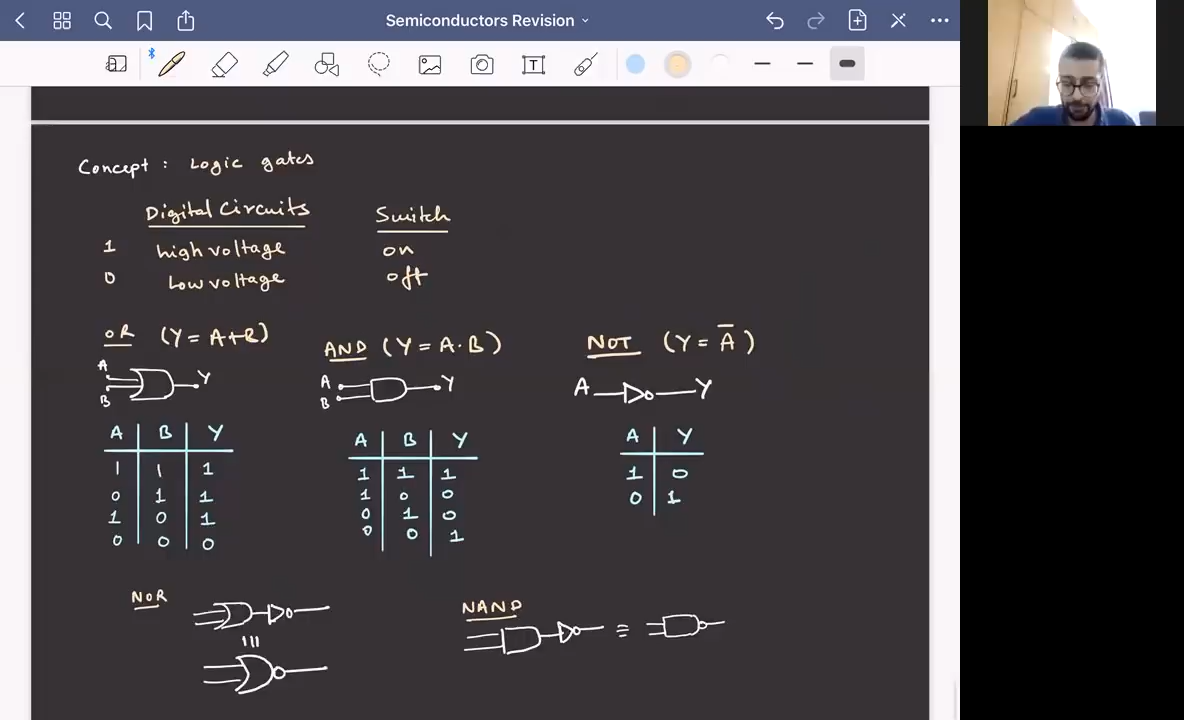 Semiconductors Revision
T
Concept : Logic gates
Digital Circuits Switch
1 high voltage on
0 Low voltage off
OR (Y = A+B) AND (Y = A·B) NOT (Y = A̅)
A B Y A B Y A Y
A B Y A B Y A Y
1 1 1 1 1 1 1 0
0 1 1 1 0 0 0 1
1 0 1 0 1 0
0 0 0 0 0 1
NOR NAND
≡ ≡